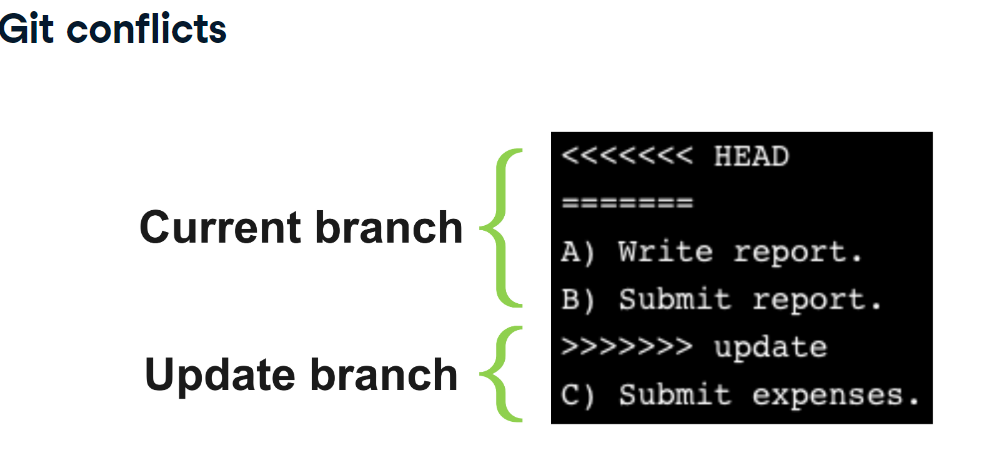 Git conflicts
<<<<<<< HEAD
=======
Current branch
A) Write report.
B) Submit report.
>>>>>>> update
Update branch
C) Submit expenses.